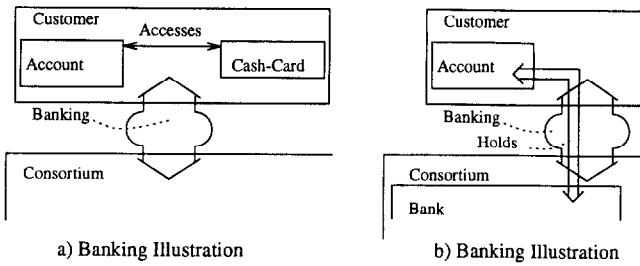 Customer
Accesses
Account
Cash-Card
Banking
Consortium
a) Banking Illustration
Customer
Account
Banking
Holds
Consortium
Bank
b) Banking Illustration